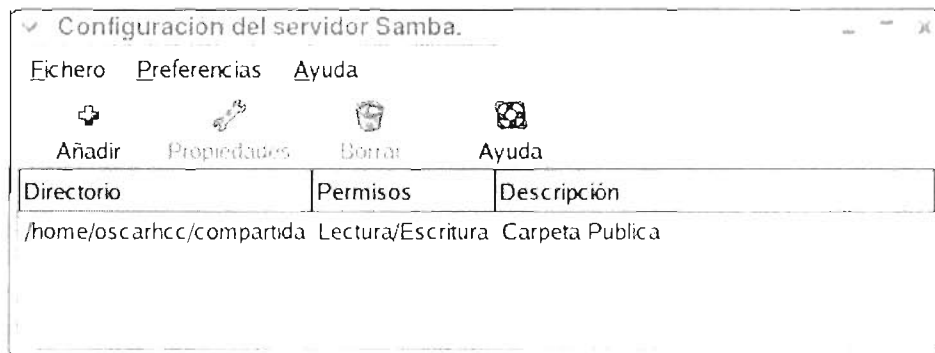 Configuracion del servidor Samba.
Fichero Preferencias Ayuda
Añadir Propiedades Borrar Ayuda
Directorio Permisos Descripción
/home/oscarhcc/compartida Lectura/Escritura Carpeta Publica